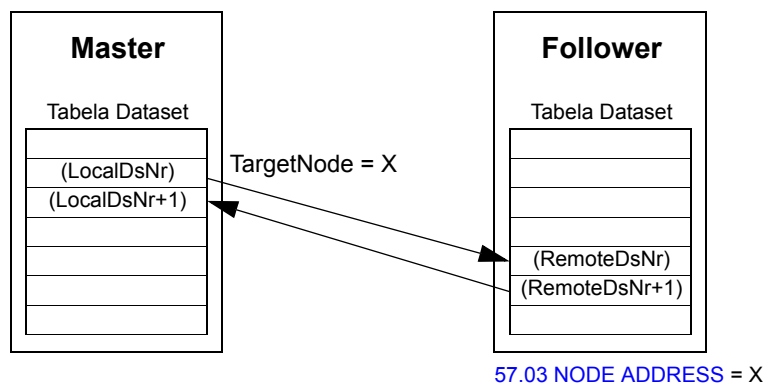 Master
Tabela Dataset
(LocalDsNr)
(LocalDsNr+1)
TargetNode = X
Follower
Tabela Dataset
(RemoteDsNr)
(RemoteDsNr+1)
57.03 NODE ADDRESS = X